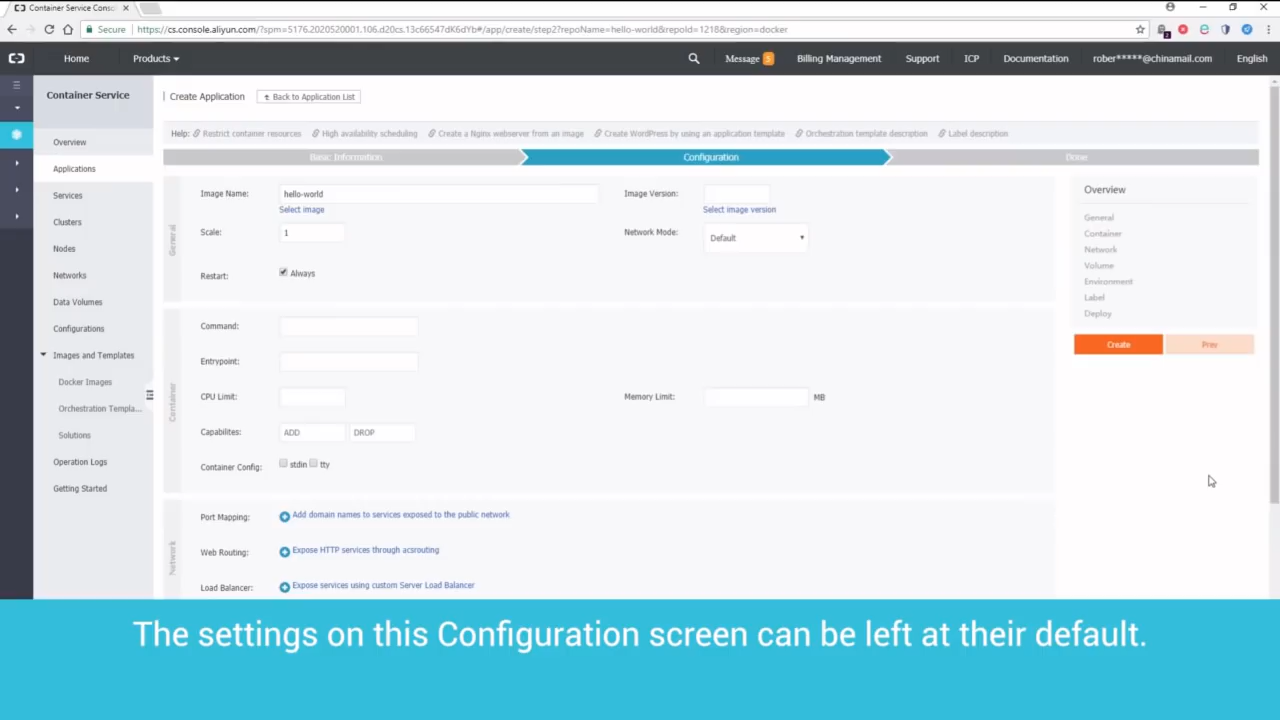 Container Service Conso
Secure https://cs.console.aliyun.com/?spm=5176.2020520001.106.d20cs.13c66547dK6dYb#/app/create/step2?repoName=hello-world&repoId=1218&region=docker
Home Products Message Billing Management Support ICP Documentation rober*****@chinamail.com English
Container Service
Overview
Applications
Services
Clusters
Nodes
Networks
Data Volumes
Configurations
Images and Templates
Docker Images
Orchestration Templa...
Solutions
Operation Logs
Getting Started
Create Application Back to Application List
Help: Restrict container resources High availability scheduling Create a Nginx webserver from an image Create WordPress by using an application template Orchestration template description Label description
Basic Information Configuration Done
General
Image Name: hello-world Image Version:
Select image Select image version
Scale: 1 Network Mode: Default
Restart: Always
Container
Command:
Entrypoint:
CPU Limit: Memory Limit: MB
Capabilites: ADD DROP
Container Config: stdin tty
Network
Port Mapping: Add domain names to services exposed to the public network
Web Routing: Expose HTTP services through acsrouting
Load Balancer: Expose services using custom Server Load Balancer
Overview
General
Container
Network
Volume
Environment
Label
Deploy
Create Prev
The settings on this Configuration screen can be left at their default.